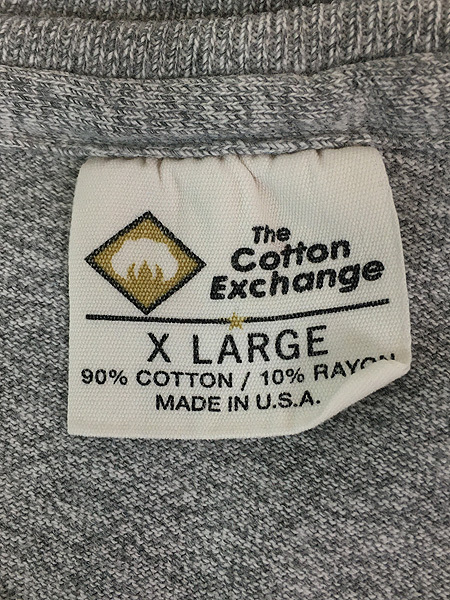 The
Cotton
Exchange
X LARGE
90% COTTON / 10% RAYON
MADE IN U.S.A.